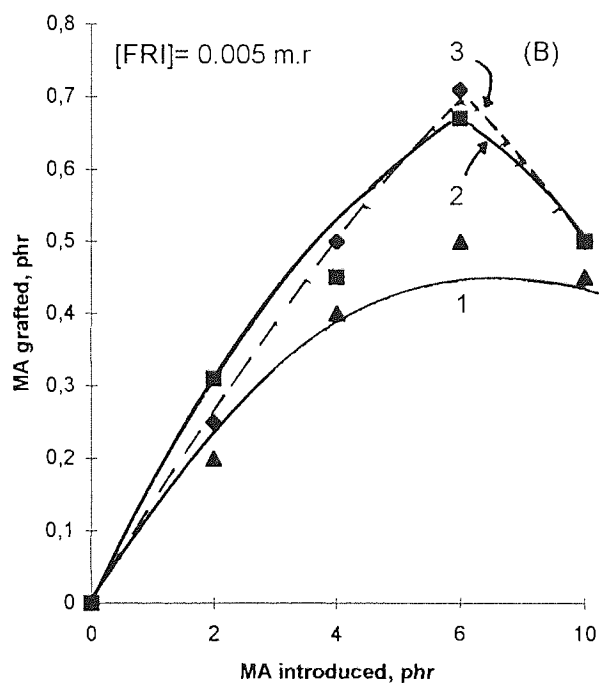 0,8
[FRI]= 0.005 m.r
3
(B)
0,7
0,6
2
0,5
0,4
1
0,3
0,2
0,1
0
0 2 4 6 8 10
MA grafted, phr
MA introduced, phr